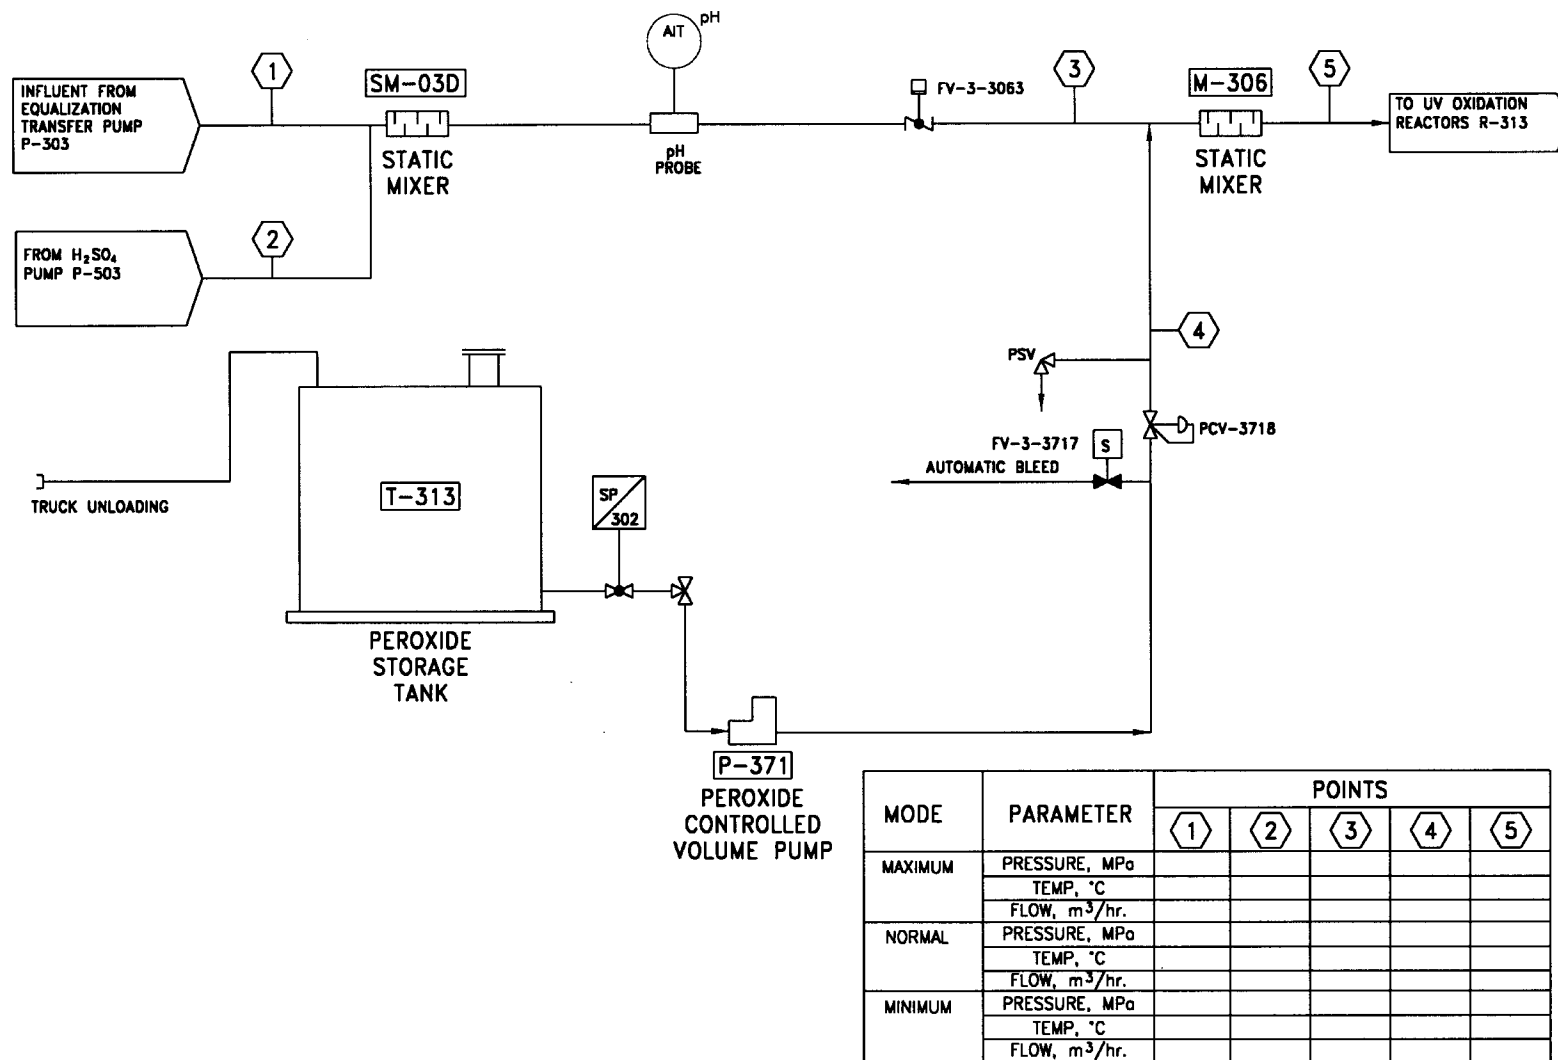 INFLUENT FROM
EQUALIZATION
TRANSFER PUMP
P-303
1
SM-03D
STATIC
MIXER
AIT
pH
pH
PROBE
FV-3-3063
3
M-306
STATIC
MIXER
5
TO UV OXIDATION
REACTORS R-313
FROM H₂SO₄
PUMP P-503
2
4
PSV
PCV-3718
FV-3-3717
S
AUTOMATIC BLEED
TRUCK UNLOADING
T-313
SP
302
PEROXIDE
STORAGE
TANK
P-371
PEROXIDE
CONTROLLED
VOLUME PUMP
MODE
PARAMETER
POINTS
1 2 3 4 5
MAXIMUM
PRESSURE, MPa
TEMP, °C
FLOW, m³/hr.
NORMAL
PRESSURE, MPa
TEMP, °C
FLOW, m³/hr.
MINIMUM
PRESSURE, MPa
TEMP, °C
FLOW, m³/hr.